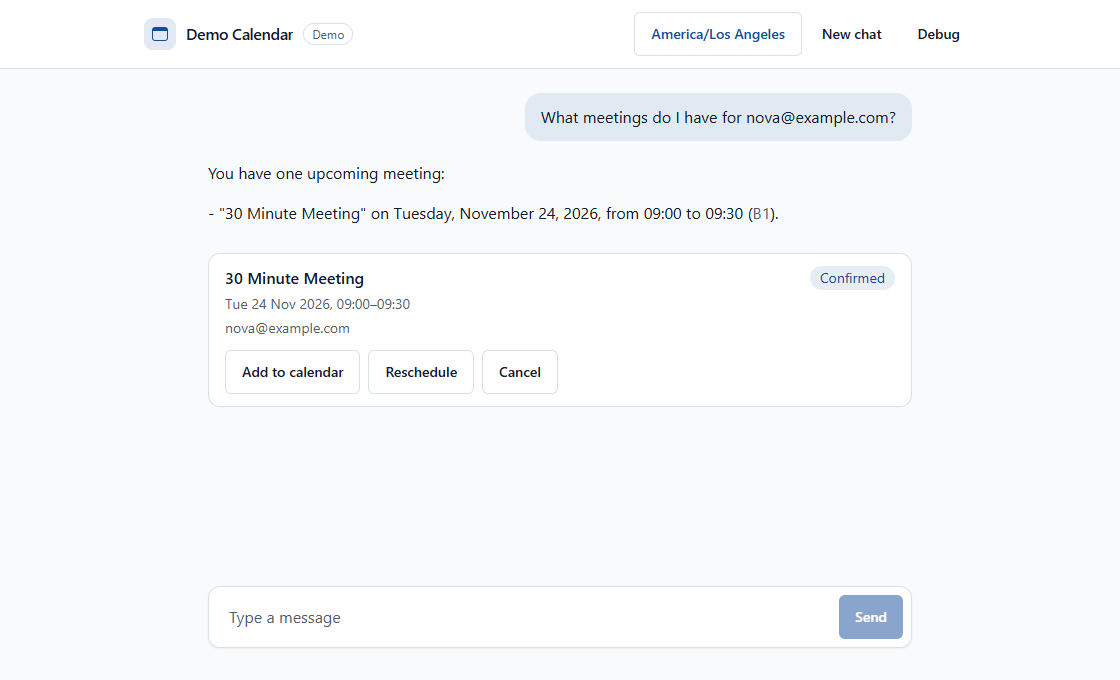 Demo Calendar Demo America/Los Angeles New chat Debug
What meetings do I have for nova@example.com?
You have one upcoming meeting:
- "30 Minute Meeting" on Tuesday, November 24, 2026, from 09:00 to 09:30 (B1).
30 Minute Meeting Confirmed
Tue 24 Nov 2026, 09:00–09:30
nova@example.com
Add to calendar Reschedule Cancel
Type a message Send